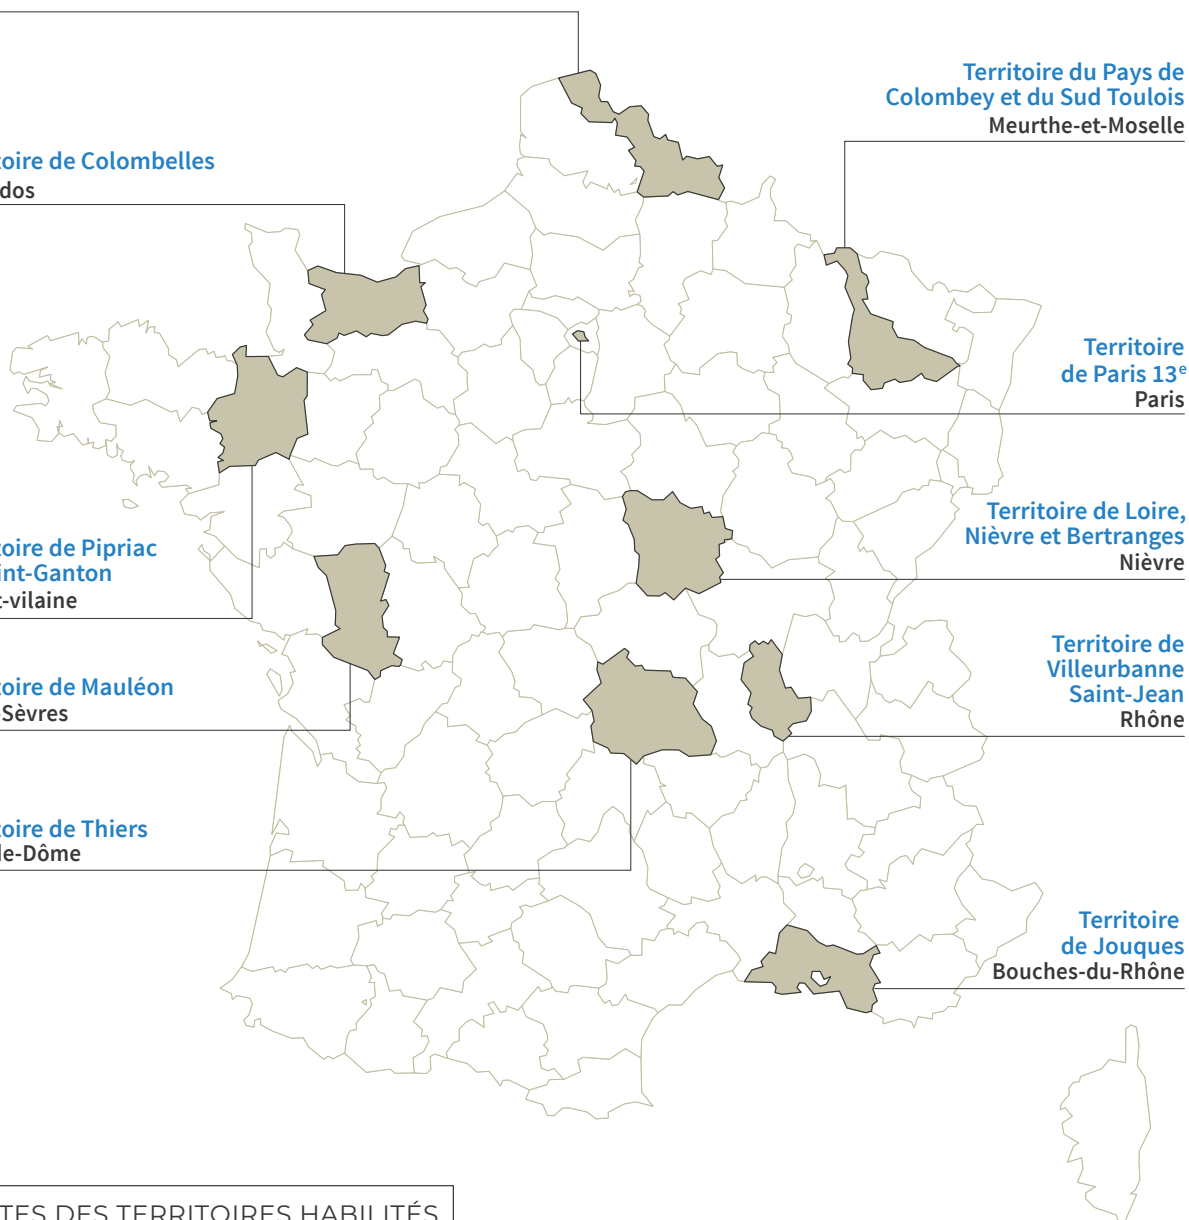 Territoire du Pays de
Colombey et du Sud Toulois
Meurthe-et-Moselle
toire de Colombelles
dos
Territoire
de Paris 13e
Paris
Territoire de Loire,
Nièvre et Bertranges
Nièvre
toire de Pipriac
int-Ganton
t-vilaine
Territoire de
Villeurbanne
Saint-Jean
Rhône
toire de Mauléon
-Sèvres
toire de Thiers
de-Dôme
Territoire
de Jouques
Bouches-du-Rhône
TES DES TERRITOIRES HABILITÉS